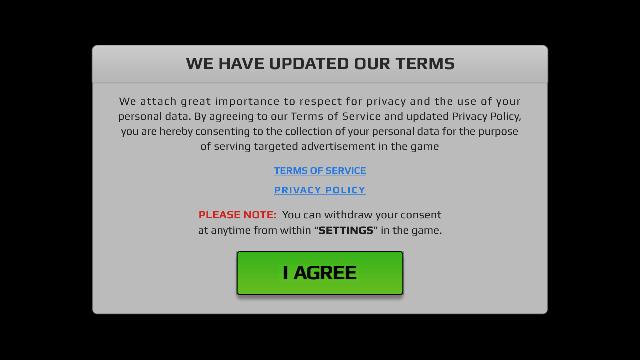 WE HAVE UPDATED OUR TERMS
We attach great importance to respect for privacy and the use of your
personal data. By agreeing to our Terms of Service and updated Privacy Policy,
you are hereby consenting to the collection of your personal data for the purpose
of serving targeted advertisement in the game
TERMS OF SERVICE
PRIVACY POLICY
PLEASE NOTE: You can withdraw your consent
at anytime from within "SETTINGS" in the game.
I AGREE